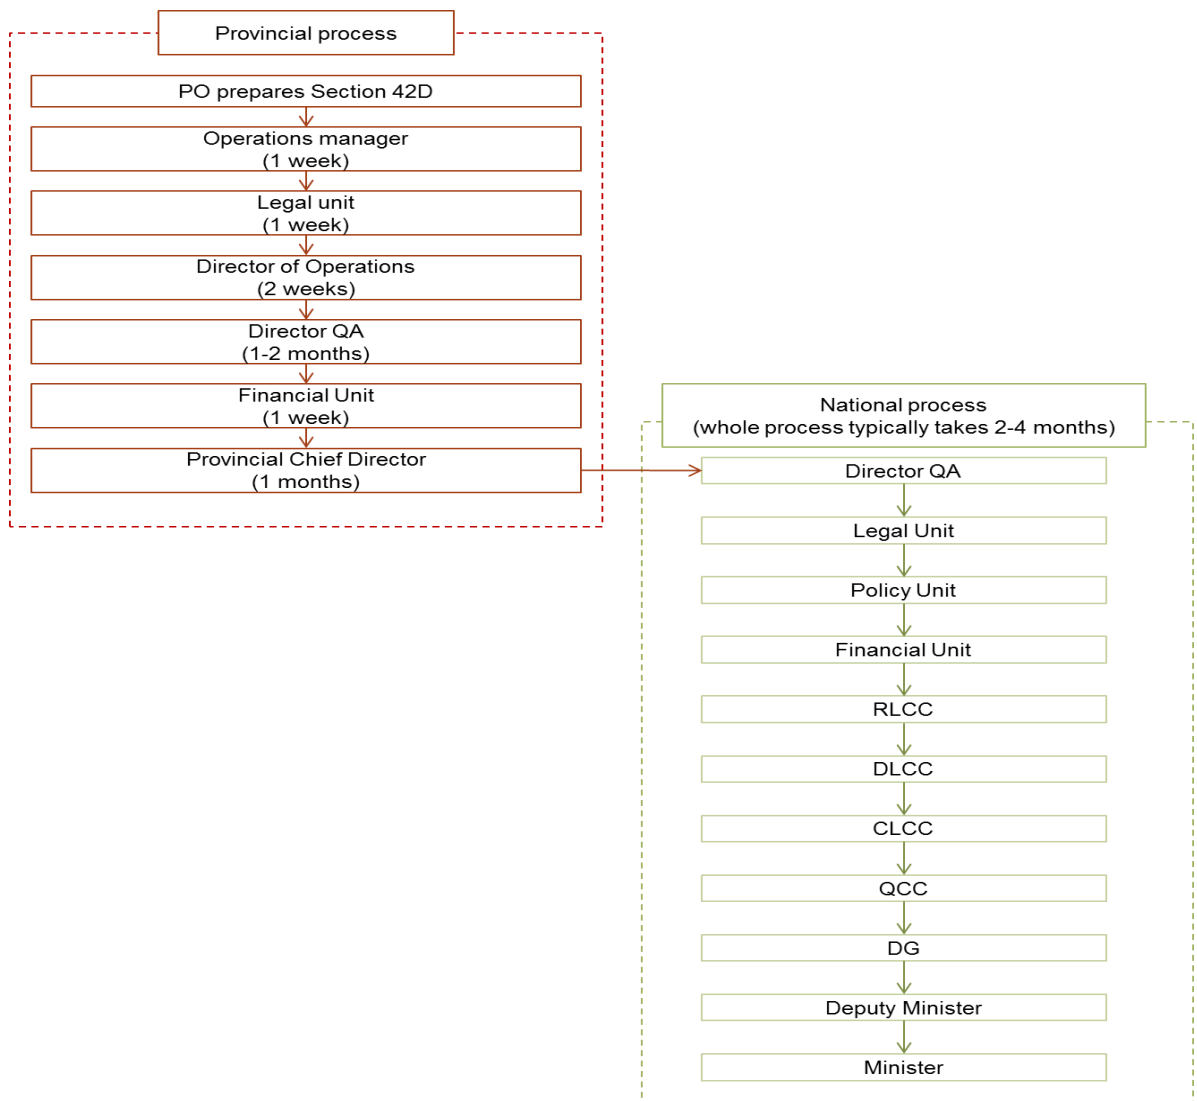 Provincial process
PO prepares Section 42D
Operations manager
(1 week)
Legal unit
(1 week)
Director of Operations
(2 weeks)
Director QA
(1-2 months)
Financial Unit
(1 week)
Provincial Chief Director
(1 months)
National process
(whole process typically takes 2-4 months)
Director QA
Legal Unit
Policy Unit
Financial Unit
RLCC
DLCC
CLCC
QCC
DG
Deputy Minister
Minister